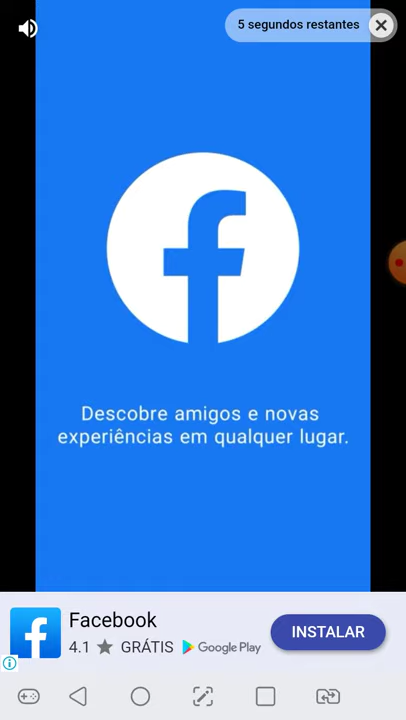 5 segundos restantes
Descobre amigos e novas
experiências em qualquer lugar.
Facebook
4.1 ★ GRÁTIS Google Play
INSTALAR